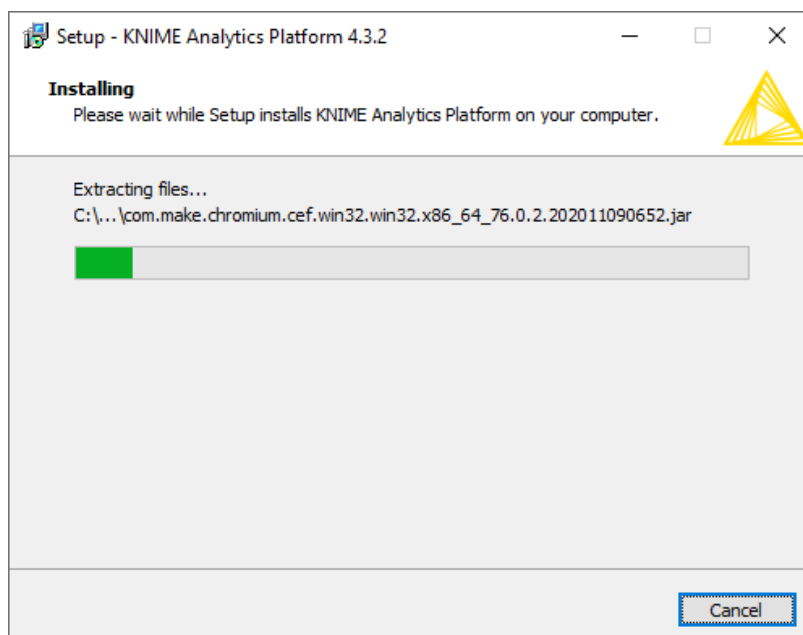 Setup - KNIME Analytics Platform 4.3.2
Installing
Please wait while Setup installs KNIME Analytics Platform on your computer.
Extracting files...
C:\...\com.make.chromium.cef.win32.win32.x86_64_76.0.2.202011090652.jar
Cancel